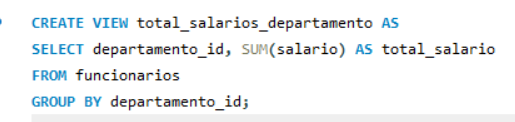 CREATE VIEW total_salarios_departamento AS
SELECT departamento_id, SUM(salario) AS total_salario
FROM funcionarios
GROUP BY departamento_id;